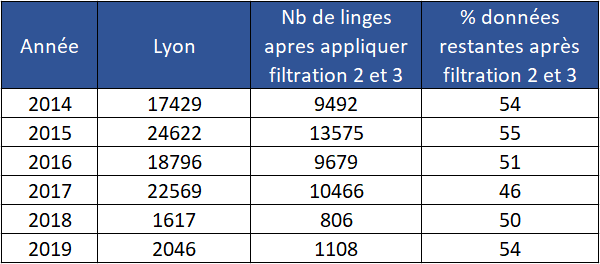 Année Lyon Nb de linges apres appliquer filtration 2 et 3 % données restantes après filtration 2 et 3
2014 17429 9492 54
2015 24622 13575 55
2016 18796 9679 51
2017 22569 10466 46
2018 1617 806 50
2019 2046 1108 54